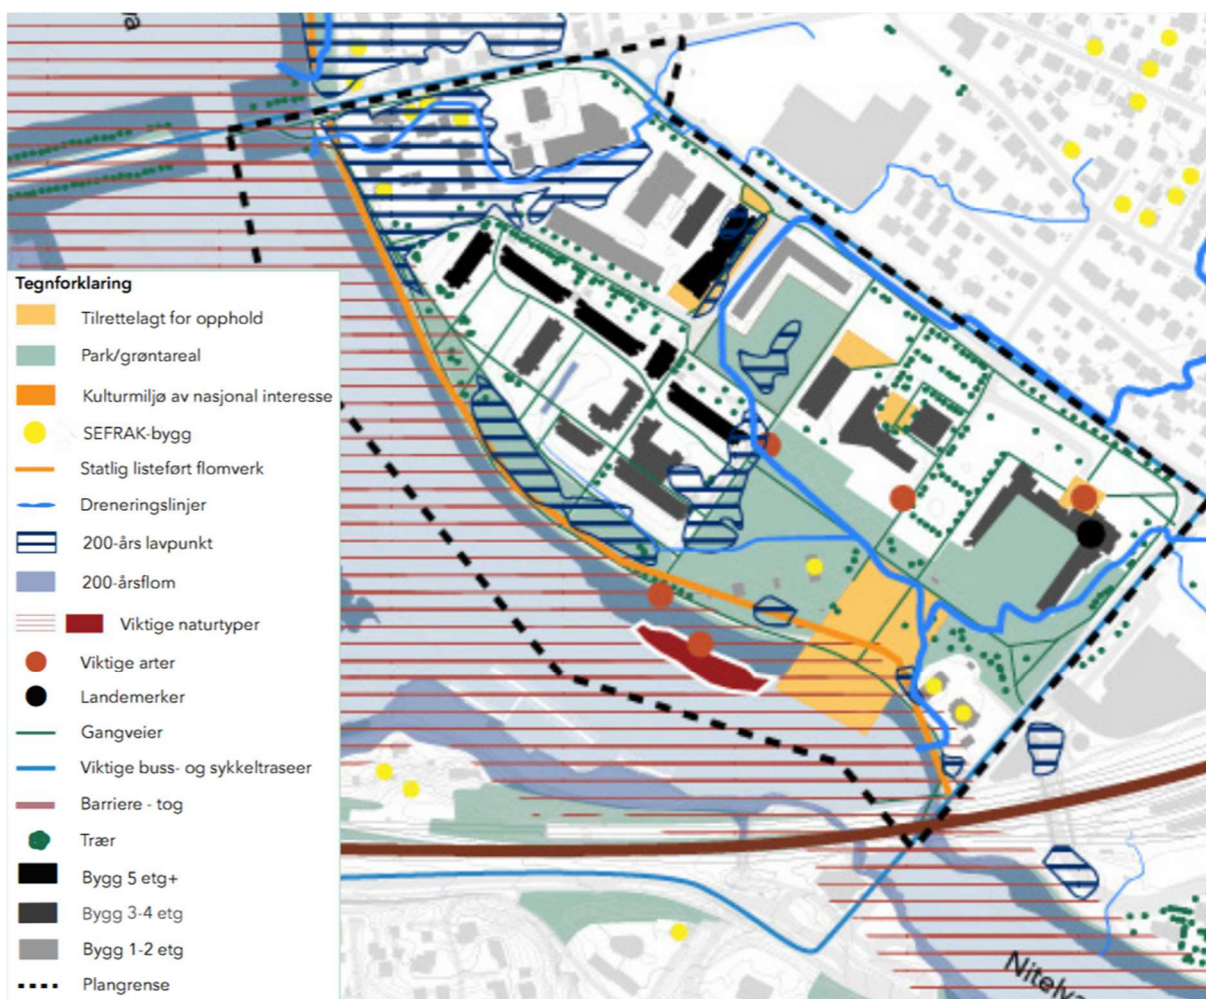 va
Tegnforklaring
Tilrettelagt for opphold
Park/grøntareal
Kulturmiljø av nasjonal interesse
SEFRAK-bygg
Statlig listeført flomverk
Dreneringslinjer
200-års lavpunkt
200-årsflom
Viktige naturtyper
Viktige arter
Landemerker
Gangveier
Viktige buss- og sykkeltraseer
Barriere - tog
Trær
Bygg 5 etg+
Bygg 3-4 etg
Bygg 1-2 etg
Plangrense
Nitelva